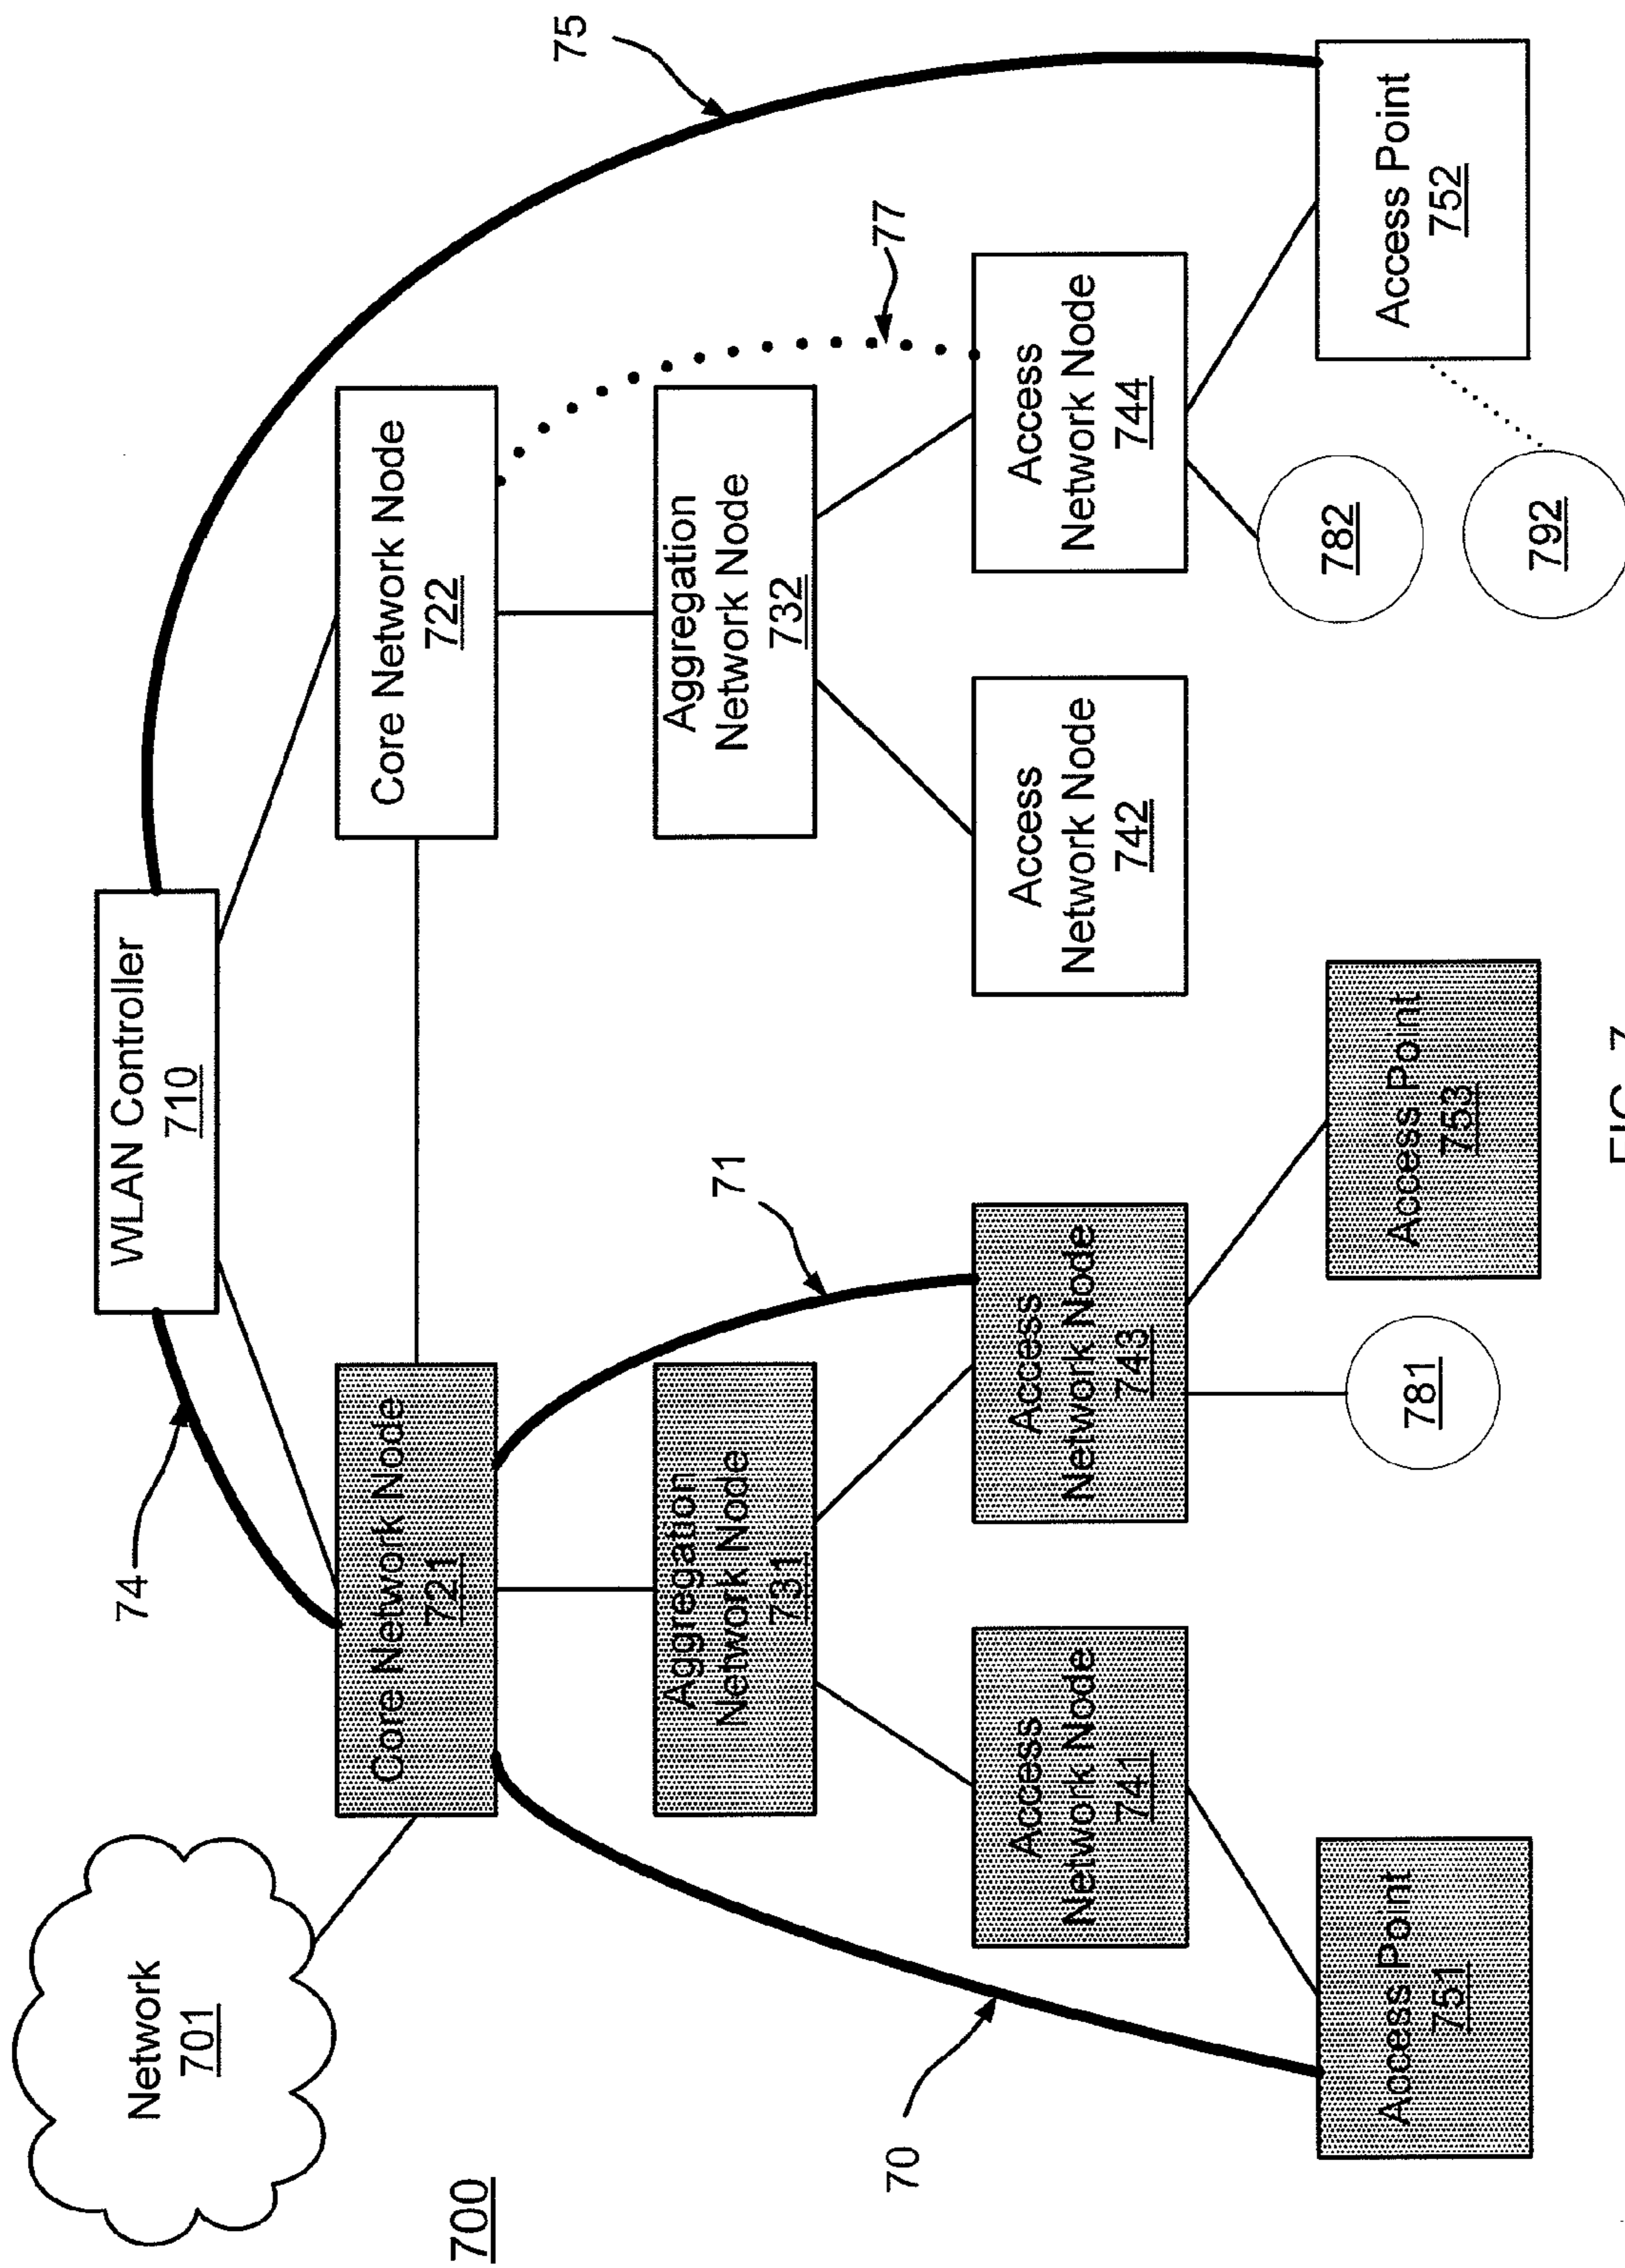 700
Network
701
WLAN Controller
710
74
75
Core Network Node
721
Core Network Node
722
71
77
Aggregation
Network Node
731
Aggregation
Network Node
732
70
Access
Network Node
741
Access
Network Node
743
Access
Network Node
742
Access
Network Node
744
Access Point
751
781
Access Point
753
782
792
Access Point
752